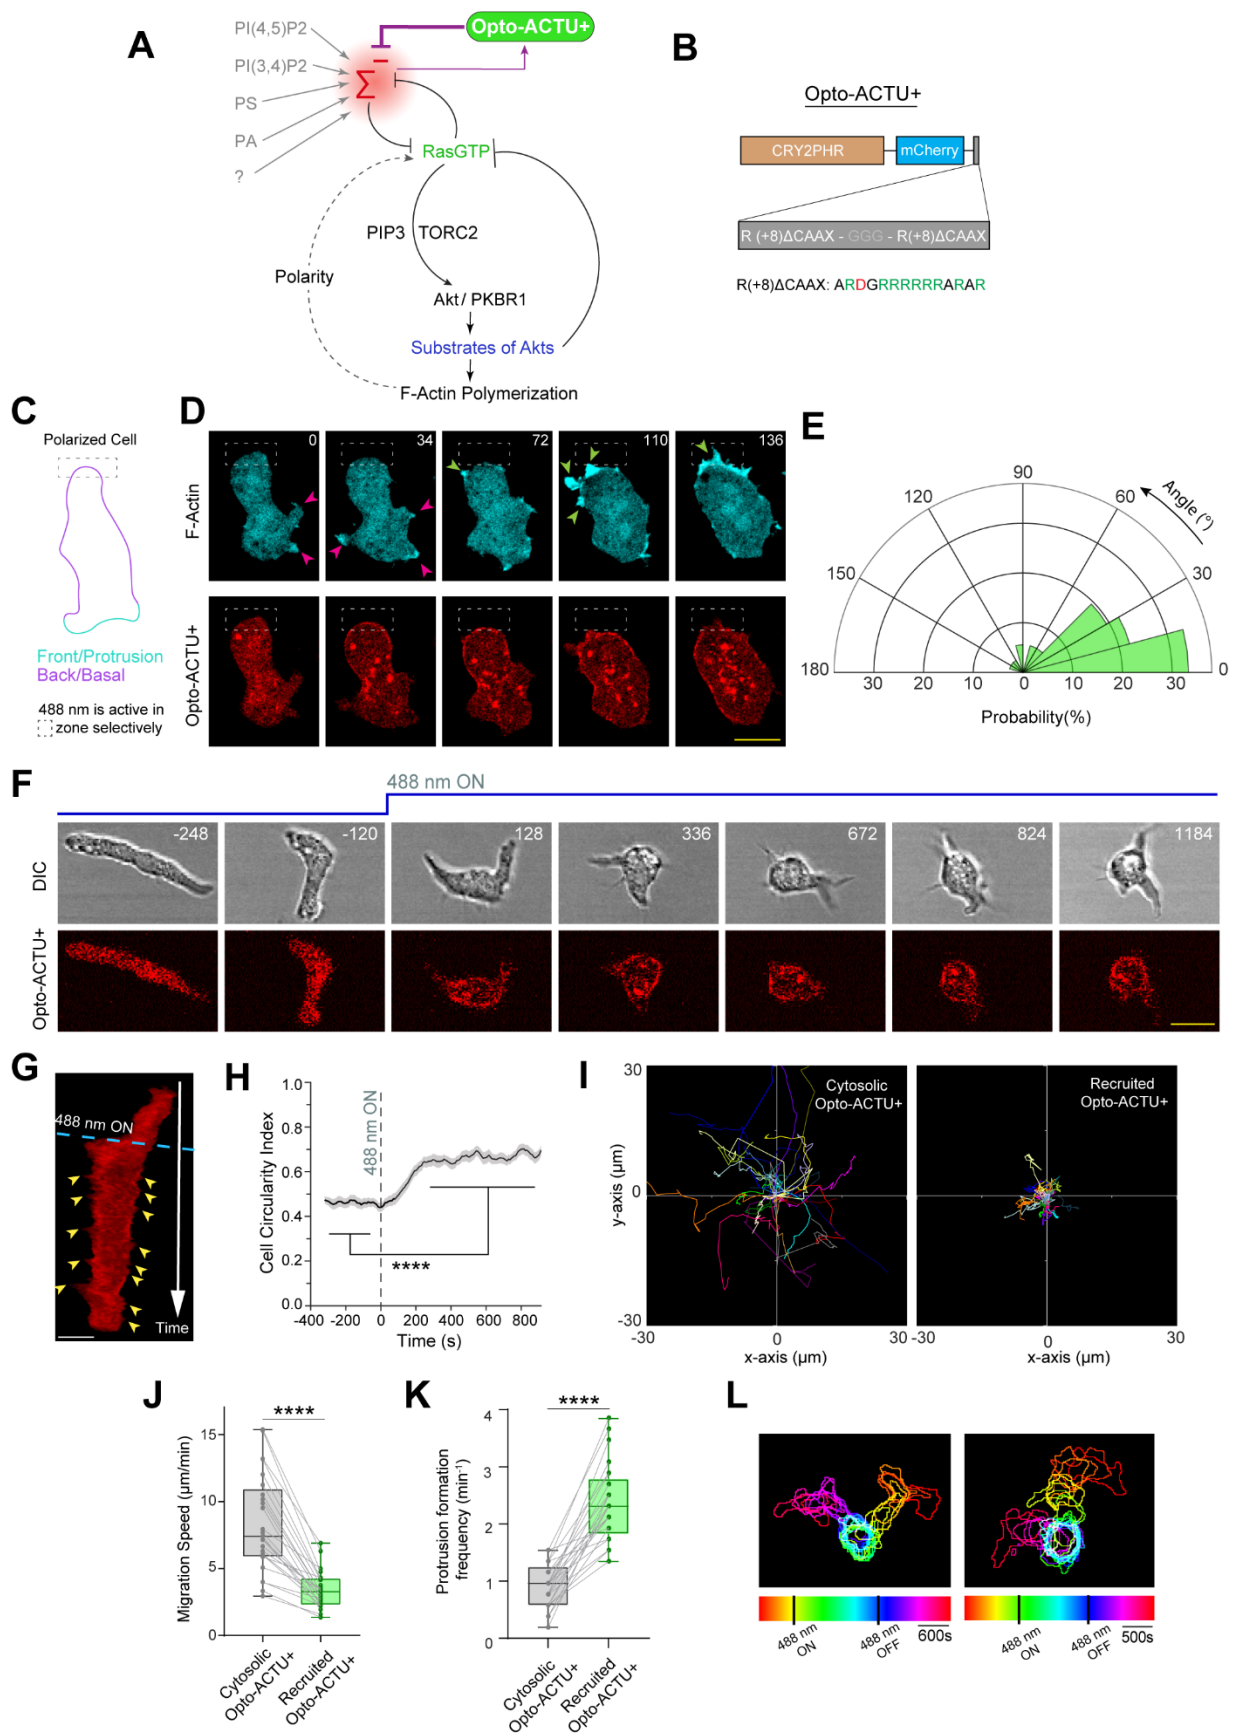 A
PI(4,5)P2
PI(3,4)P2
PS
PA
?
Σ⁻
Opto-ACTU+
RasGTP
PIP3
TORC2
Polarity
Akt / PKBR1
Substrates of Akts
F-Actin Polymerization
B
Opto-ACTU+
CRY2PHR
mCherry
R (+8)ΔCAAX - GGG - R(+8)ΔCAAX
R(+8)ΔCAAX: ARDGRRRRRRARAR
C
Polarized Cell
Front/Protrusion
Back/Basal
488 nm is active in
zone selectively
D
F-Actin
0
34
72
110
136
Opto-ACTU+
E
90
120
60
Angle (°)
150
30
180
0
30 20 10 0 10 20 30
Probability(%)
F
488 nm ON
DIC
-248
-120
128
336
672
824
1184
Opto-ACTU+
G
488 nm ON
Time
H
Cell Circularity Index
1.0
0.8
0.6
0.4
0.2
0.0
488 nm ON
****
-400 -200 0 200 400 600 800
Time (s)
I
30
y-axis (µm)
0
-30
Cytosolic
Opto-ACTU+
Recruited
Opto-ACTU+
-30 0 30
x-axis (µm)
-30 0 30
x-axis (µm)
J
****
Migration Speed (µm/min)
15
10
5
0
Cytosolic
Opto-ACTU+
Recruited
Opto-ACTU+
K
****
Protrusion formation
frequency (min⁻¹)
4
3
2
1
0
Cytosolic
Opto-ACTU+
Recruited
Opto-ACTU+
L
488 nm
ON
488 nm
OFF
600s
488 nm
ON
488 nm
OFF
500s